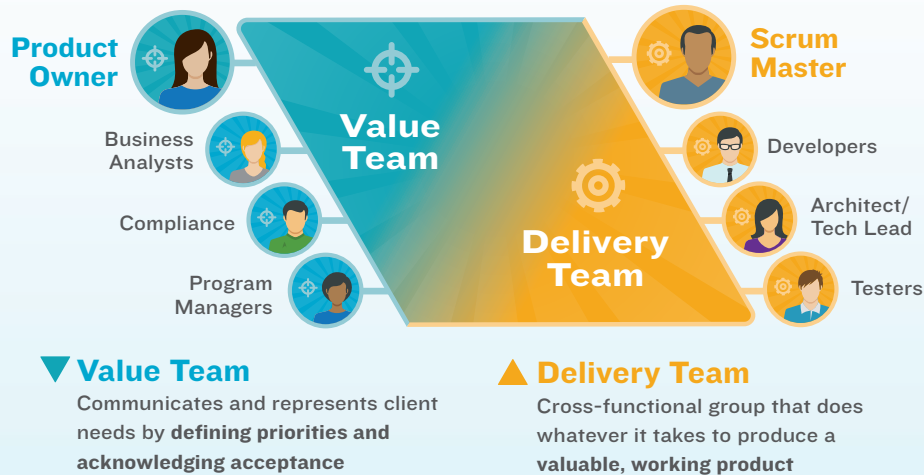 Product
Owner
Business
Analysts
Compliance
Program
Managers
Value
Team
Delivery
Team
Scrum
Master
Developers
Architect/
Tech Lead
Testers
Value Team
Communicates and represents client
needs by defining priorities and
acknowledging acceptance
Delivery Team
Cross-functional group that does
whatever it takes to produce a
valuable, working product